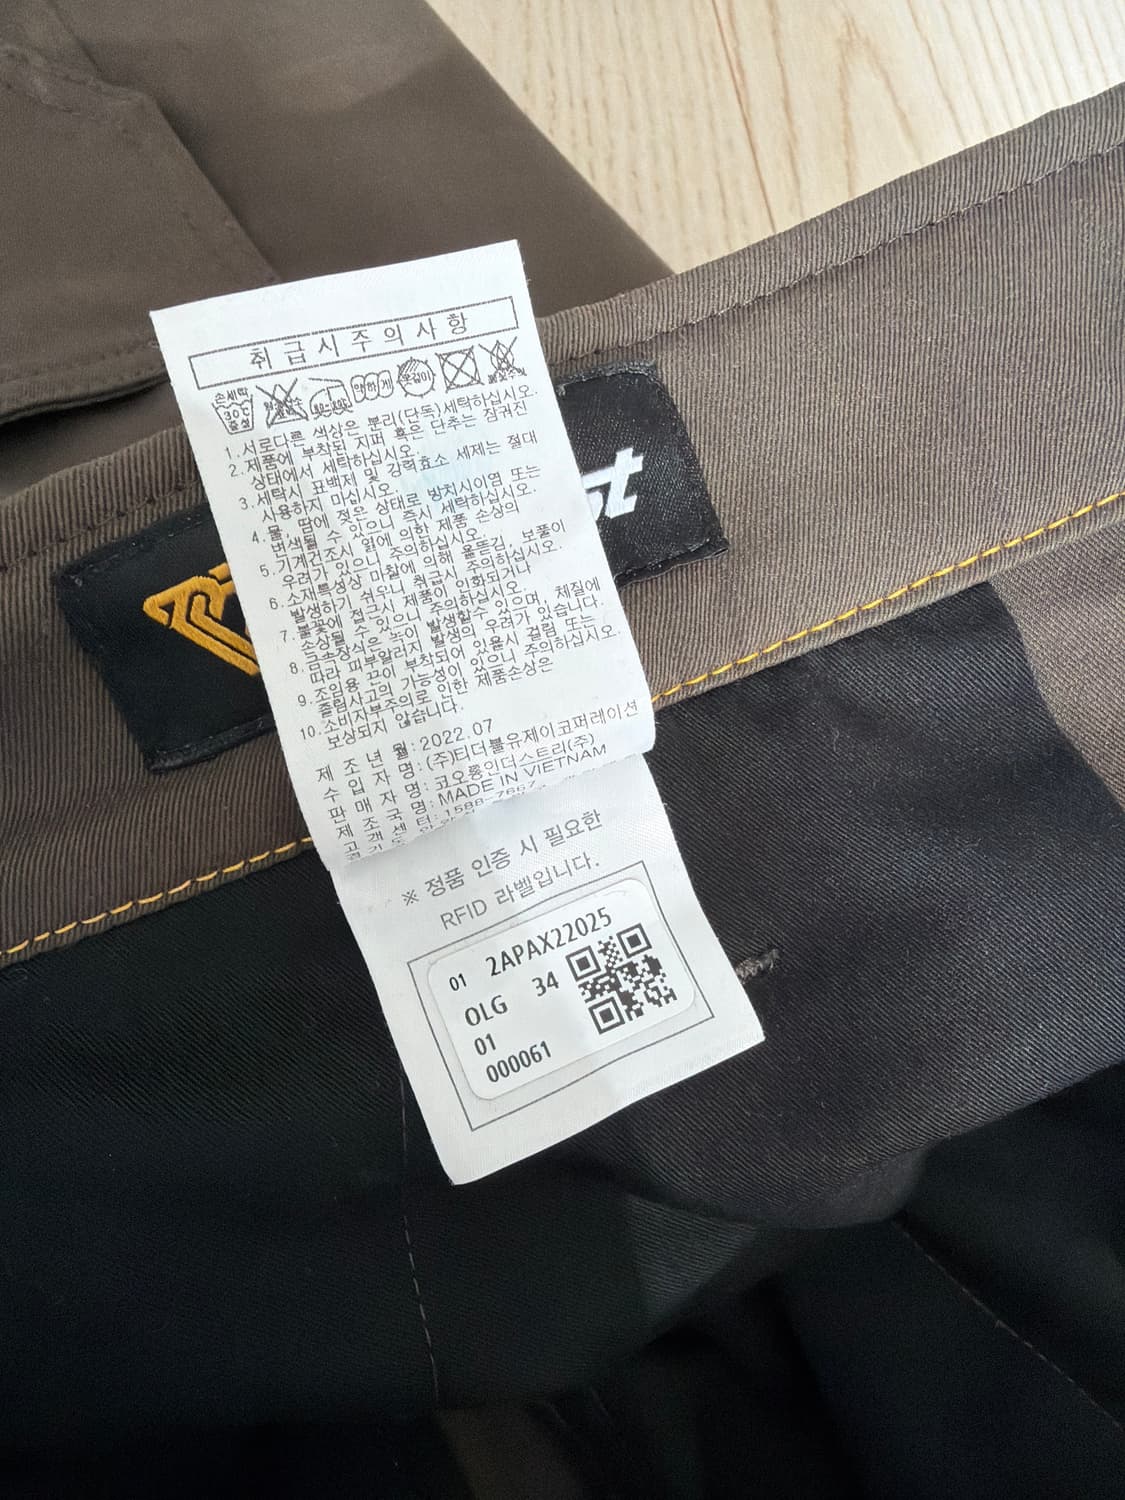 취급시주의사항
손세탁 30℃ 중성
약하게
옷걸이
1.서로다른 색상은 분리(단독)세탁하십시오.
2.제품에 부착된 지퍼 혹은 단추는 잠궈진
상태에서 세탁하십시오.
3.세탁시 표백제 및 강력효소 세제는 절대
사용하지 마십시오.
4.물, 땀에 젖은 상태로 방치시이염 또는
변색될 수 있으니 즉시 세탁하십시오.
5.기계건조시 열에 의한 제품 손상의
우려가 있으니 주의하십시오.
6.소재특성상 마찰에 의해 올뜯김, 보풀이
발생하기 쉬우니 취급시 주의하십시오.
7.불꽃에 접근시 제품이 인화되거나
손상될 수 있으니 주의하십시오.
8.금속장식은 녹이 발생할수 있으며, 체질에
따라 피부알러지 발생의 우려가 있습니다.
9.조임용 끈이 부착되어 있을시 걸림 또는
졸림사고의 가능성이 있으니 주의하십시오.
10.소비자부주의로 인한 제품손상은
보상되지 않습니다.
제 조 년 월:2022.07
수 입 자 명:(주)티더블유제이코퍼레이션
판 매 자 명:코오롱인더스트리(주)
제 조 국 명:MADE IN VIETNAM
고 객 센 터:1588-7667
※ 정품 인증 시 필요한
RFID 라벨입니다.
01 2APAX22025
OLG 34
01
000061